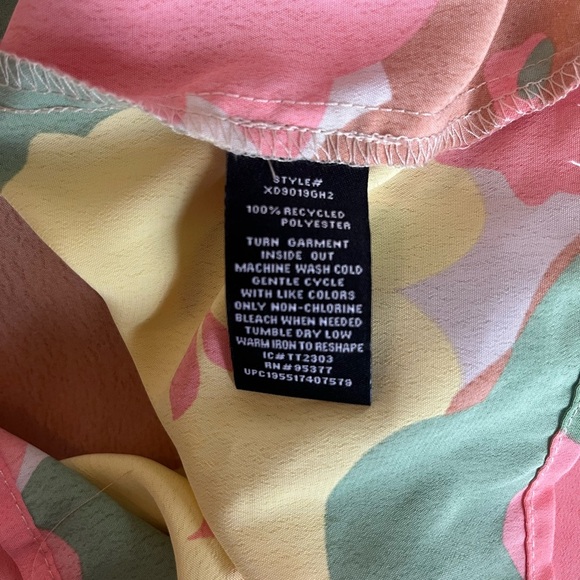 STYLE#
XD9019GH2
100% RECYCLED
POLYESTER
TURN GARMENT
INSIDE OUT
MACHINE WASH COLD
GENTLE CYCLE
WITH LIKE COLORS
ONLY NON-CHLORINE
BLEACH WHEN NEEDED
TUMBLE DRY LOW
WARM IRON TO RESHAPE
IC#TT2303
RN#95377
UPC195517407579